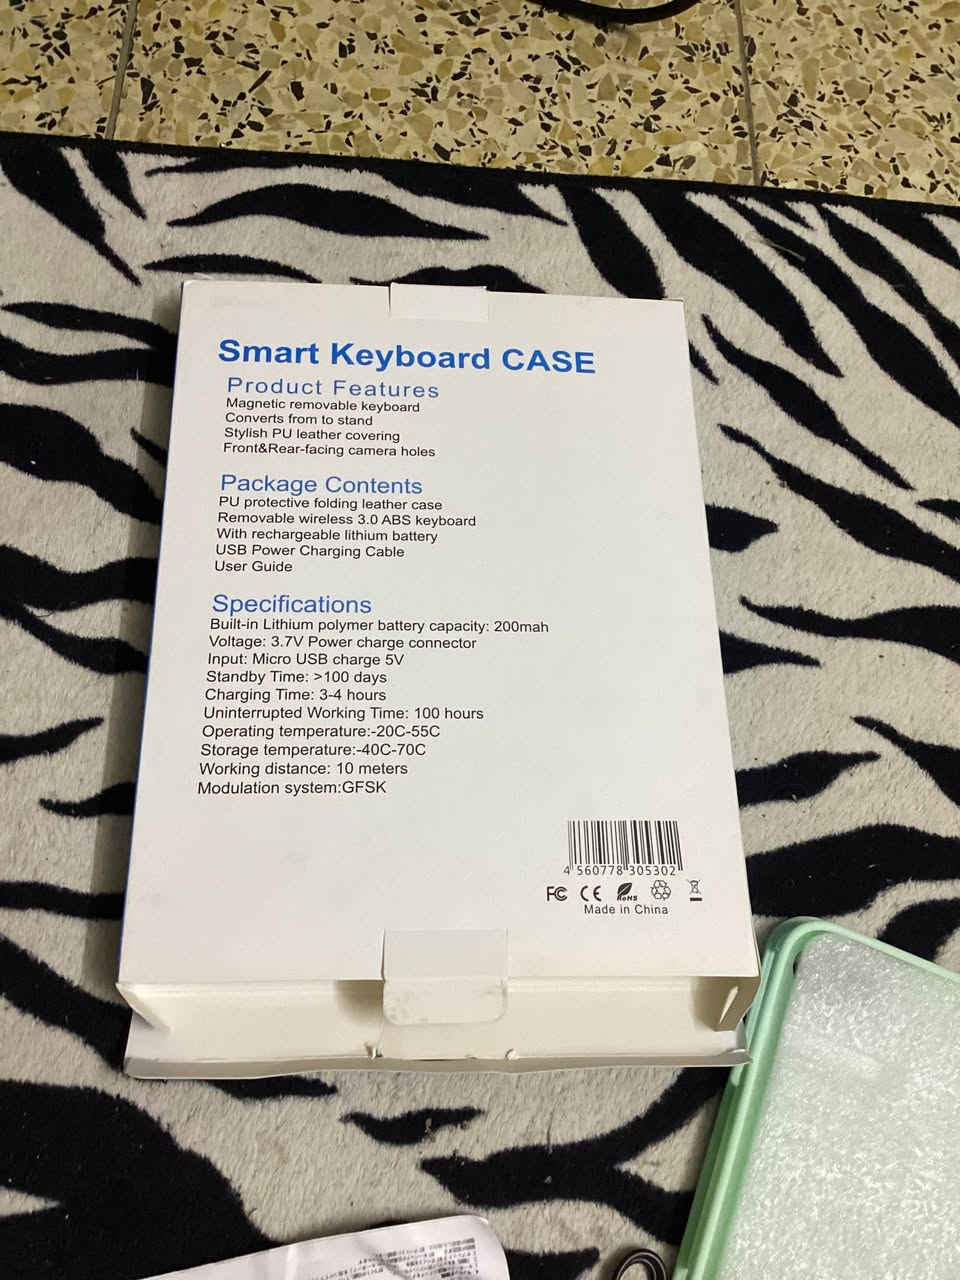 Smart Keyboard CASE
Product Features
Magnetic removable keyboard
Converts from to stand
Stylish PU leather covering
Front&Rear-facing camera holes
Package Contents
PU protective folding leather case
Removable wireless 3.0 ABS keyboard
With rechargeable lithium battery
USB Power Charging Cable
User Guide
Specifications
Built-in Lithium polymer battery capacity: 200mah
Voltage: 3.7V Power charge connector
Input: Micro USB charge 5V
Standby Time: >100 days
Charging Time: 3-4 hours
Uninterrupted Working Time: 100 hours
Operating temperature:-20C-55C
Storage temperature:-40C-70C
Working distance: 10 meters
Modulation system:GFSK
4 560778 305302
FC CE RoHS
Made in China